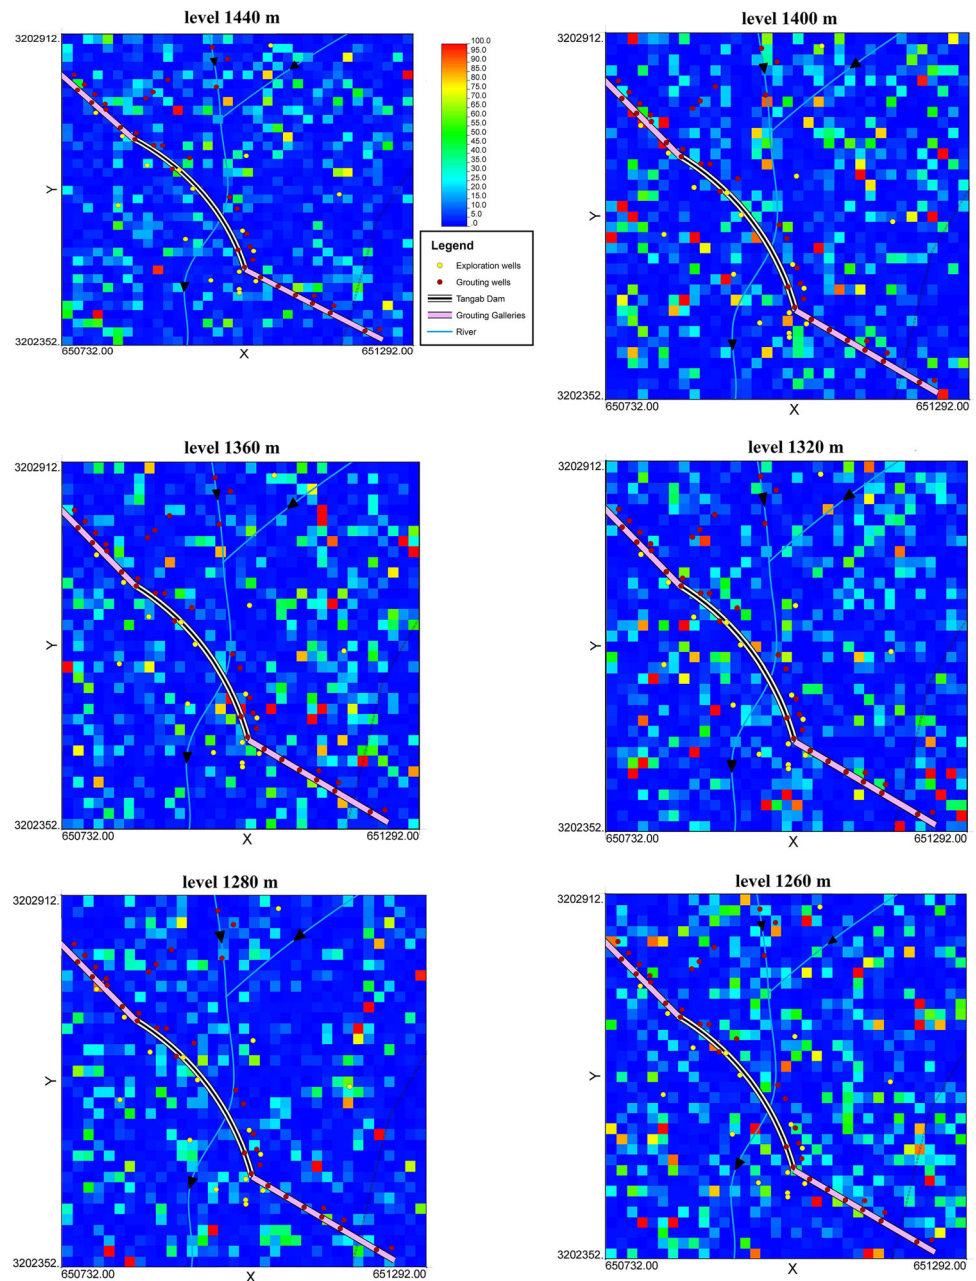 level 1440 m
3202912.
Y
3202352.
650732.00
X
651292.00
100.0
95.0
90.0
85.0
80.0
75.0
70.0
65.0
60.0
55.0
50.0
45.0
40.0
35.0
30.0
25.0
20.0
15.0
10.0
5.0
.0
Legend
Exploration wells
Grouting wells
Tangab Dam
Grouting Galleries
River
level 1400 m
3202912.
Y
3202352.
650732.00
X
651292.00
level 1360 m
3202912.
Y
3202352.
650732.00
X
651292.00
level 1320 m
3202912.
Y
3202352.
650732.00
X
651292.00
level 1280 m
3202912.
Y
3202352.
650732.00
X
651292.00
level 1260 m
3202912.
Y
3202352.
650732.00
X
651292.00